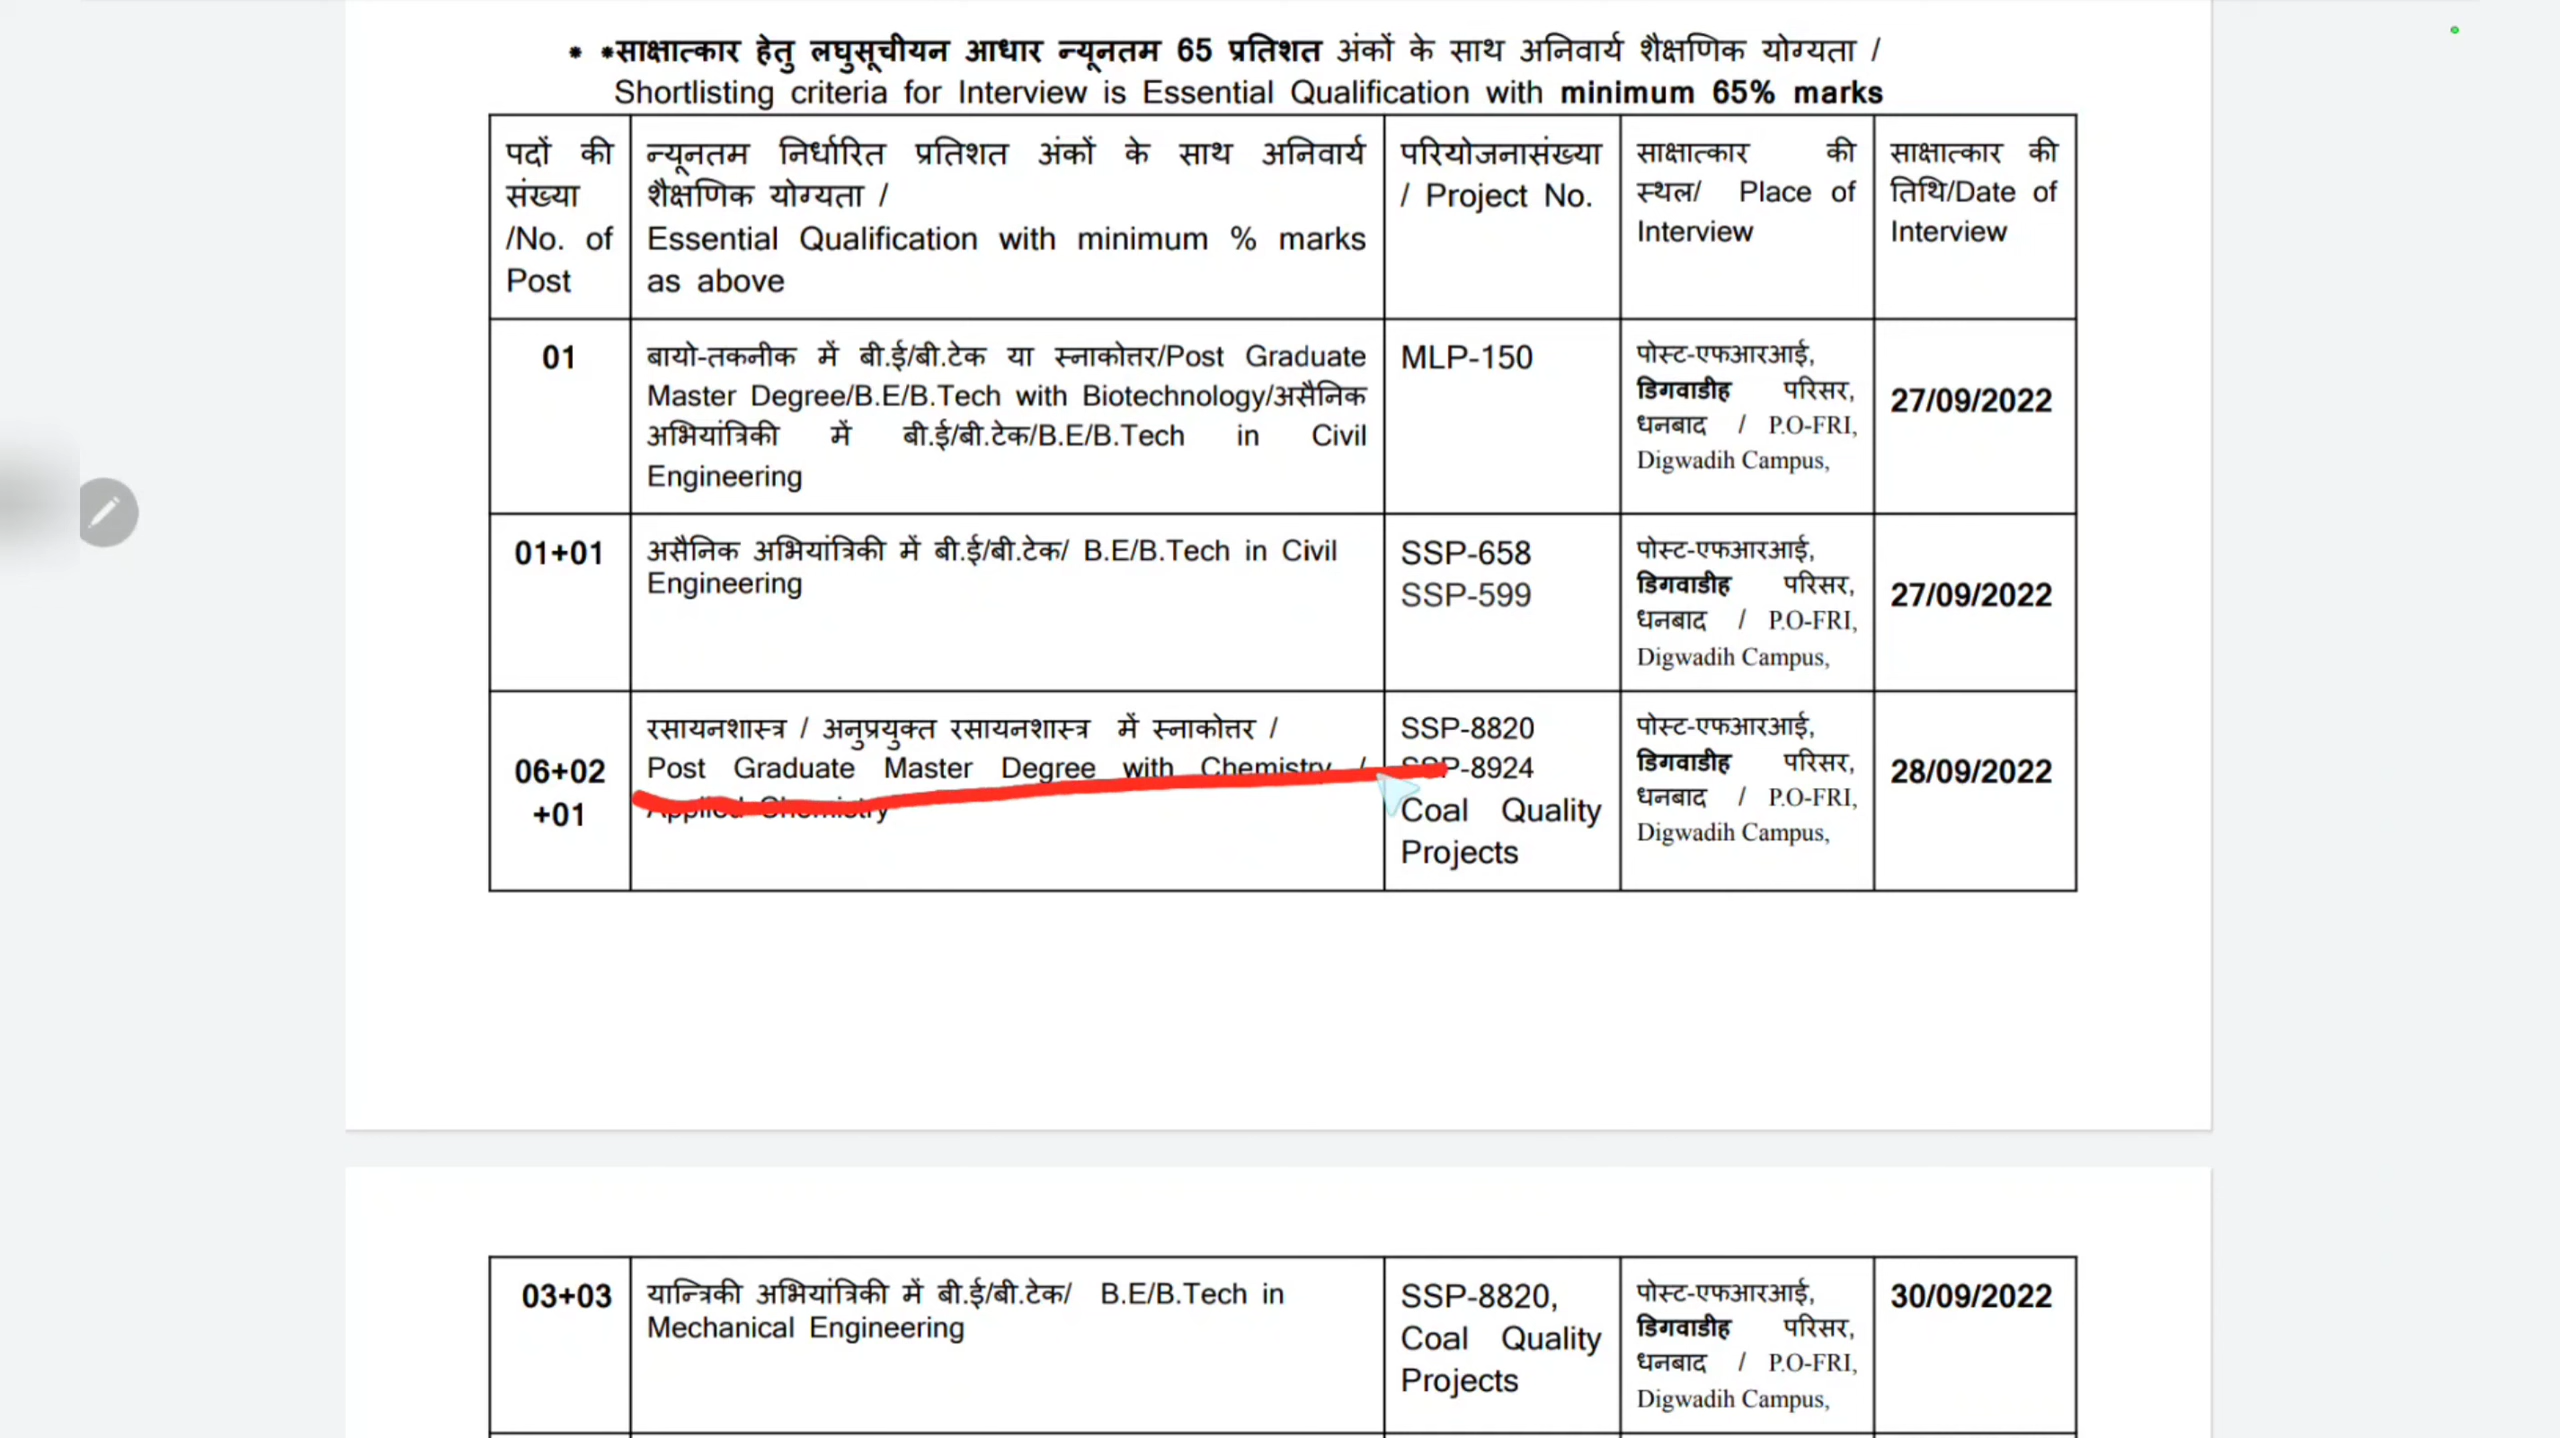 * *साक्षात्कार हेतु लघुसूचीयन आधार न्यूनतम 65 प्रतिशत अंकों के साथ अनिवार्य शैक्षणिक योग्यता /
Shortlisting criteria for Interview is Essential Qualification with minimum 65% marks
पदों की
संख्या
/No. of
Post
न्यूनतम निर्धारित प्रतिशत अंकों के साथ अनिवार्य
शैक्षणिक योग्यता /
Essential Qualification with minimum % marks
as above
परियोजनासंख्या
/ Project No.
साक्षात्कार की
स्थल/ Place of
Interview
साक्षात्कार की
तिथि/Date of
Interview
01
बायो-तकनीक में बी.ई/बी.टेक या स्नाकोत्तर/Post Graduate
Master Degree/B.E/B.Tech with Biotechnology/असैनिक
अभियांत्रिकी में बी.ई/बी.टेक/B.E/B.Tech in Civil
Engineering
MLP-150
पोस्ट-एफआरआई,
डिगवाडीह परिसर,
धनबाद / P.O-FRI,
Digwadih Campus,
27/09/2022
01+01
असैनिक अभियांत्रिकी में बी.ई/बी.टेक/ B.E/B.Tech in Civil
Engineering
SSP-658
SSP-599
पोस्ट-एफआरआई,
डिगवाडीह परिसर,
धनबाद / P.O-FRI,
Digwadih Campus,
27/09/2022
06+02
+01
रसायनशास्त्र / अनुप्रयुक्त रसायनशास्त्र में स्नाकोत्तर /
Post Graduate Master Degree with Chemistry /
Applied Chemistry
SSP-8820
SSP-8924
Coal Quality
Projects
पोस्ट-एफआरआई,
डिगवाडीह परिसर,
धनबाद / P.O-FRI,
Digwadih Campus,
28/09/2022
03+03
यान्त्रिकी अभियांत्रिकी में बी.ई/बी.टेक/ B.E/B.Tech in
Mechanical Engineering
SSP-8820,
Coal Quality
Projects
पोस्ट-एफआरआई,
डिगवाडीह परिसर,
धनबाद / P.O-FRI,
Digwadih Campus,
30/09/2022